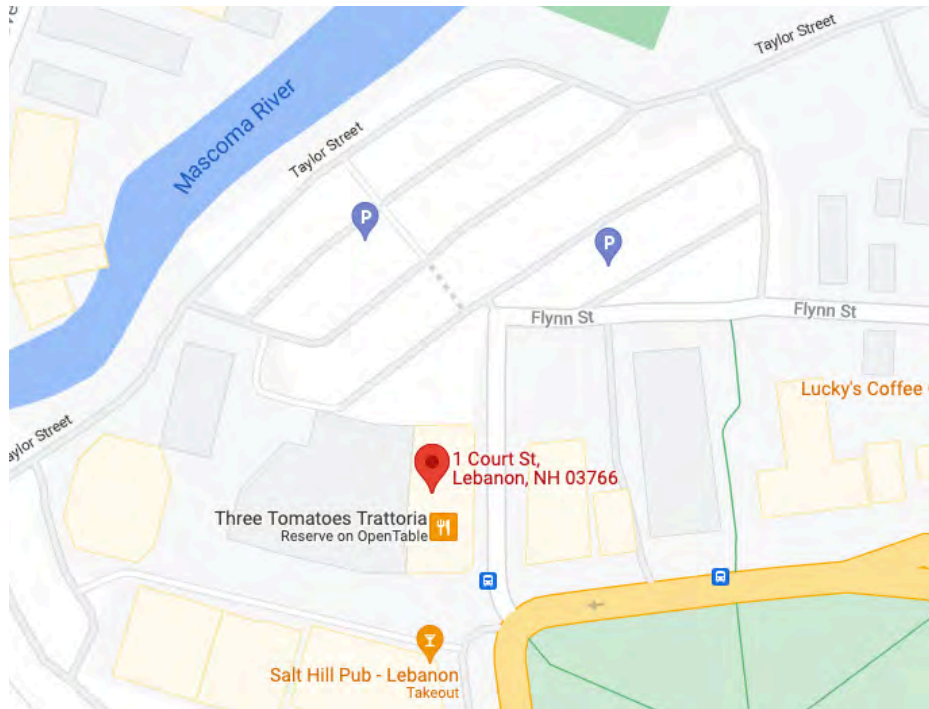 Taylor Street
Mascoma River
Taylor Street
P
P
Flynn St
Flynn St
Lucky's Coffee
aylor Street
1 Court St,
Lebanon, NH 03766
Three Tomatoes Trattoria
Reserve on OpenTable
Salt Hill Pub - Lebanon
Takeout